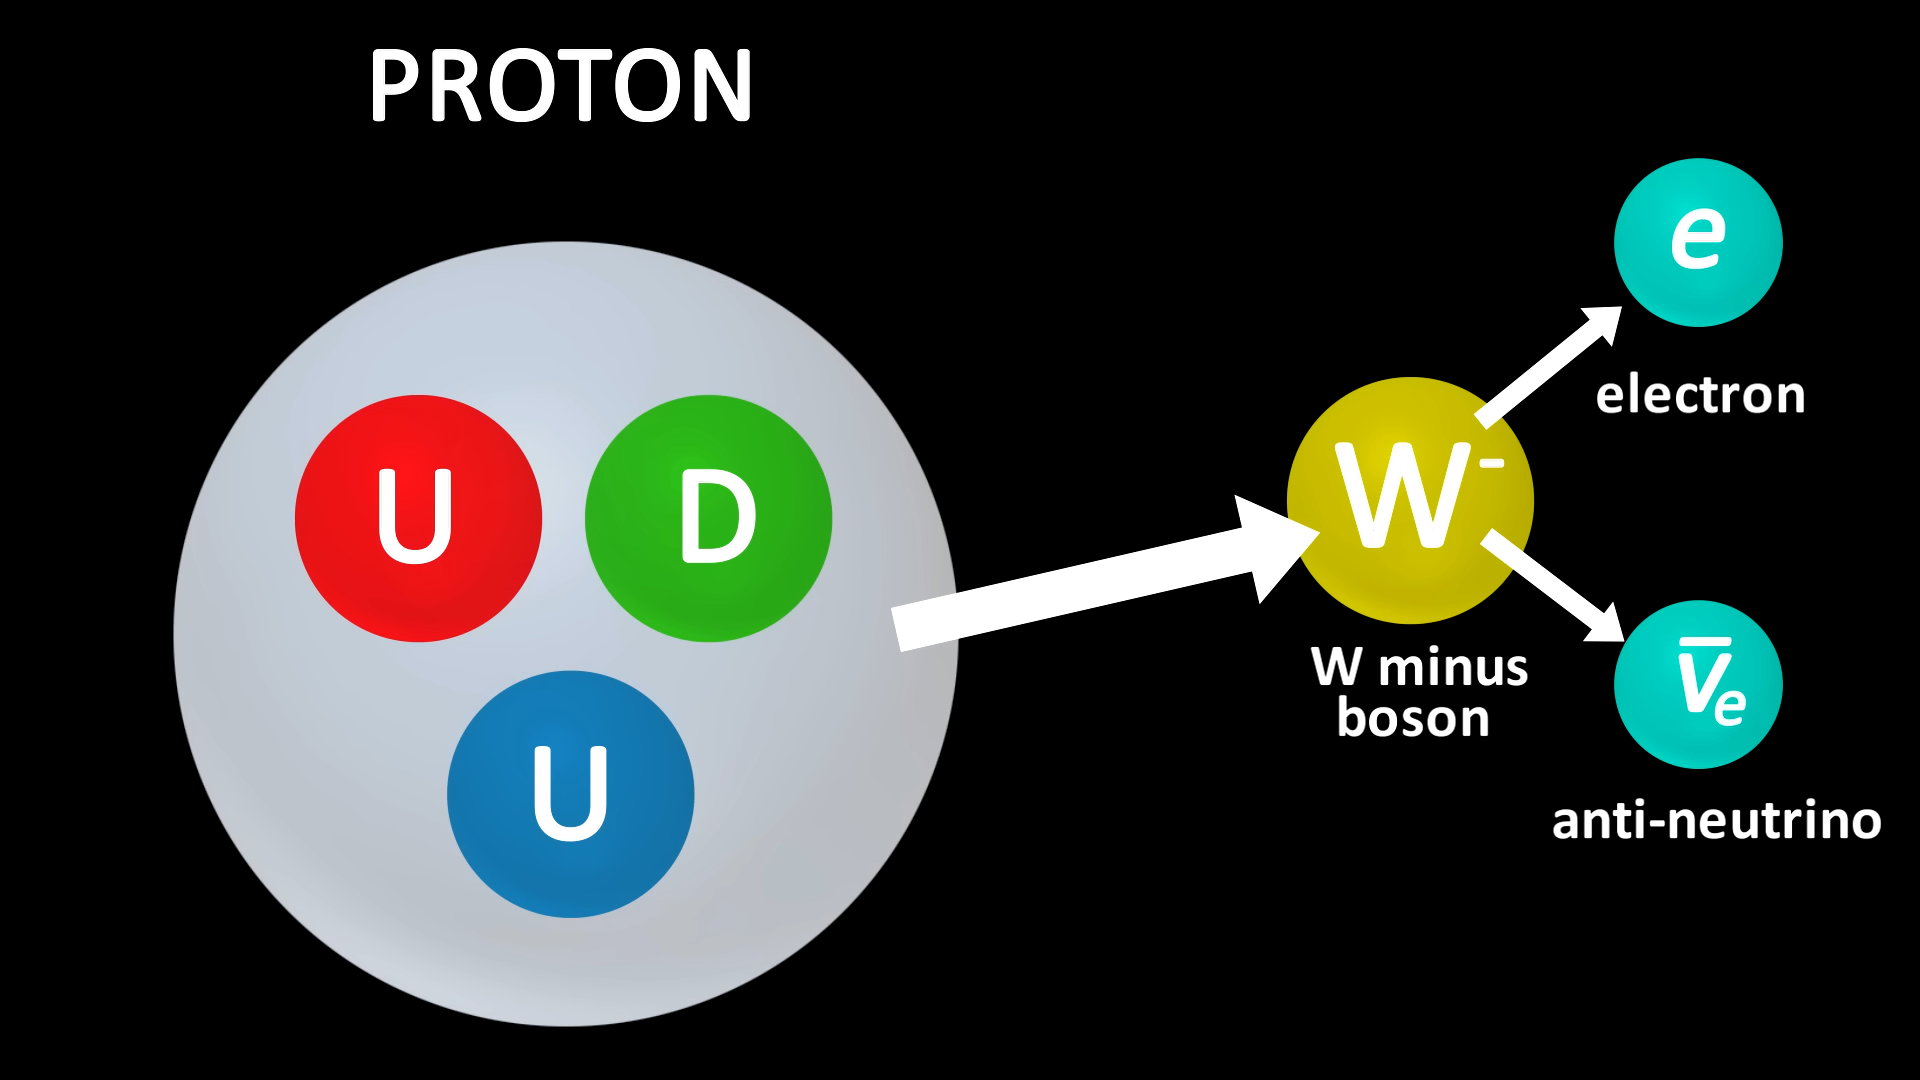 PROTON
U
D
U
W⁻
W minus
boson
e
electron
v̅ₑ
anti-neutrino